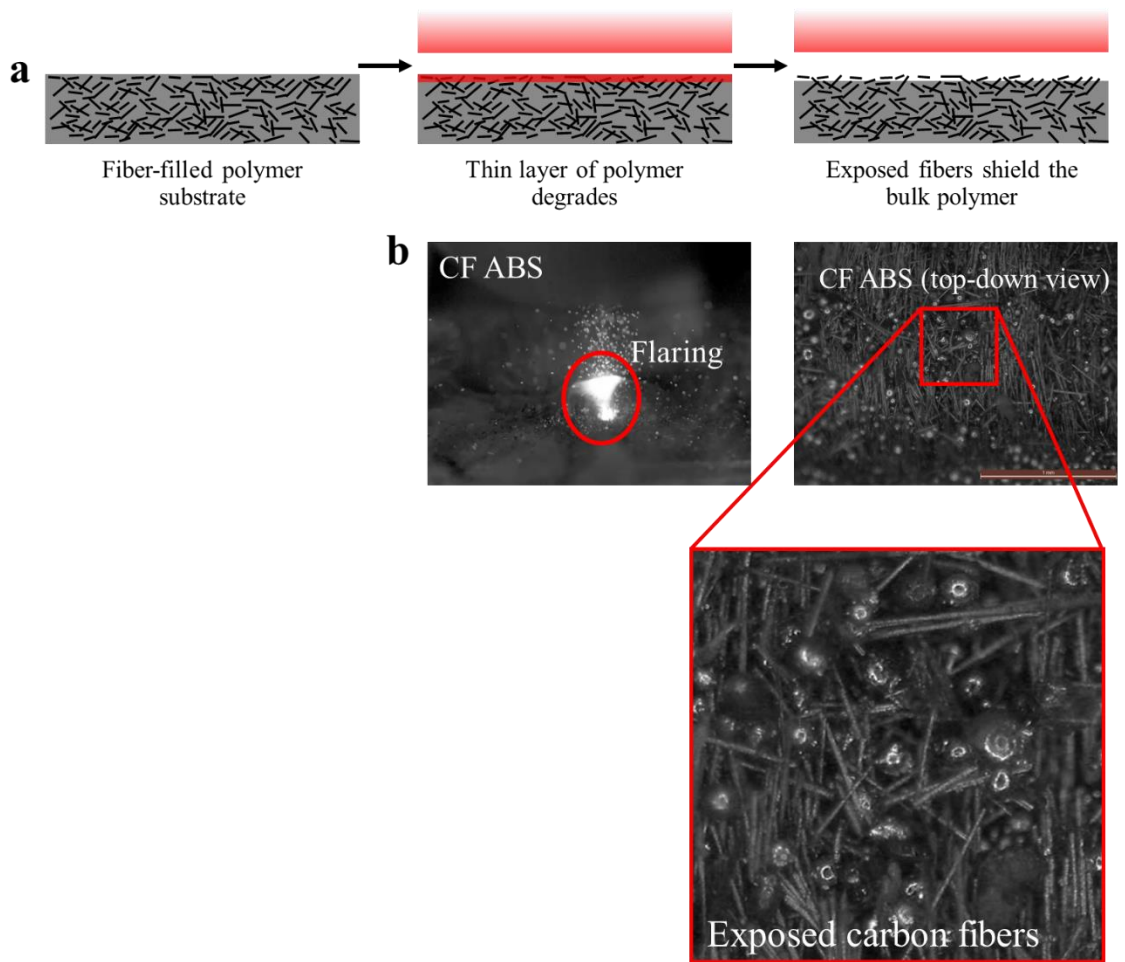 a
Fiber-filled polymer
substrate
Thin layer of polymer
degrades
Exposed fibers shield the
bulk polymer
b
CF ABS
Flaring
CF ABS (top-down view)
Exposed carbon fibers